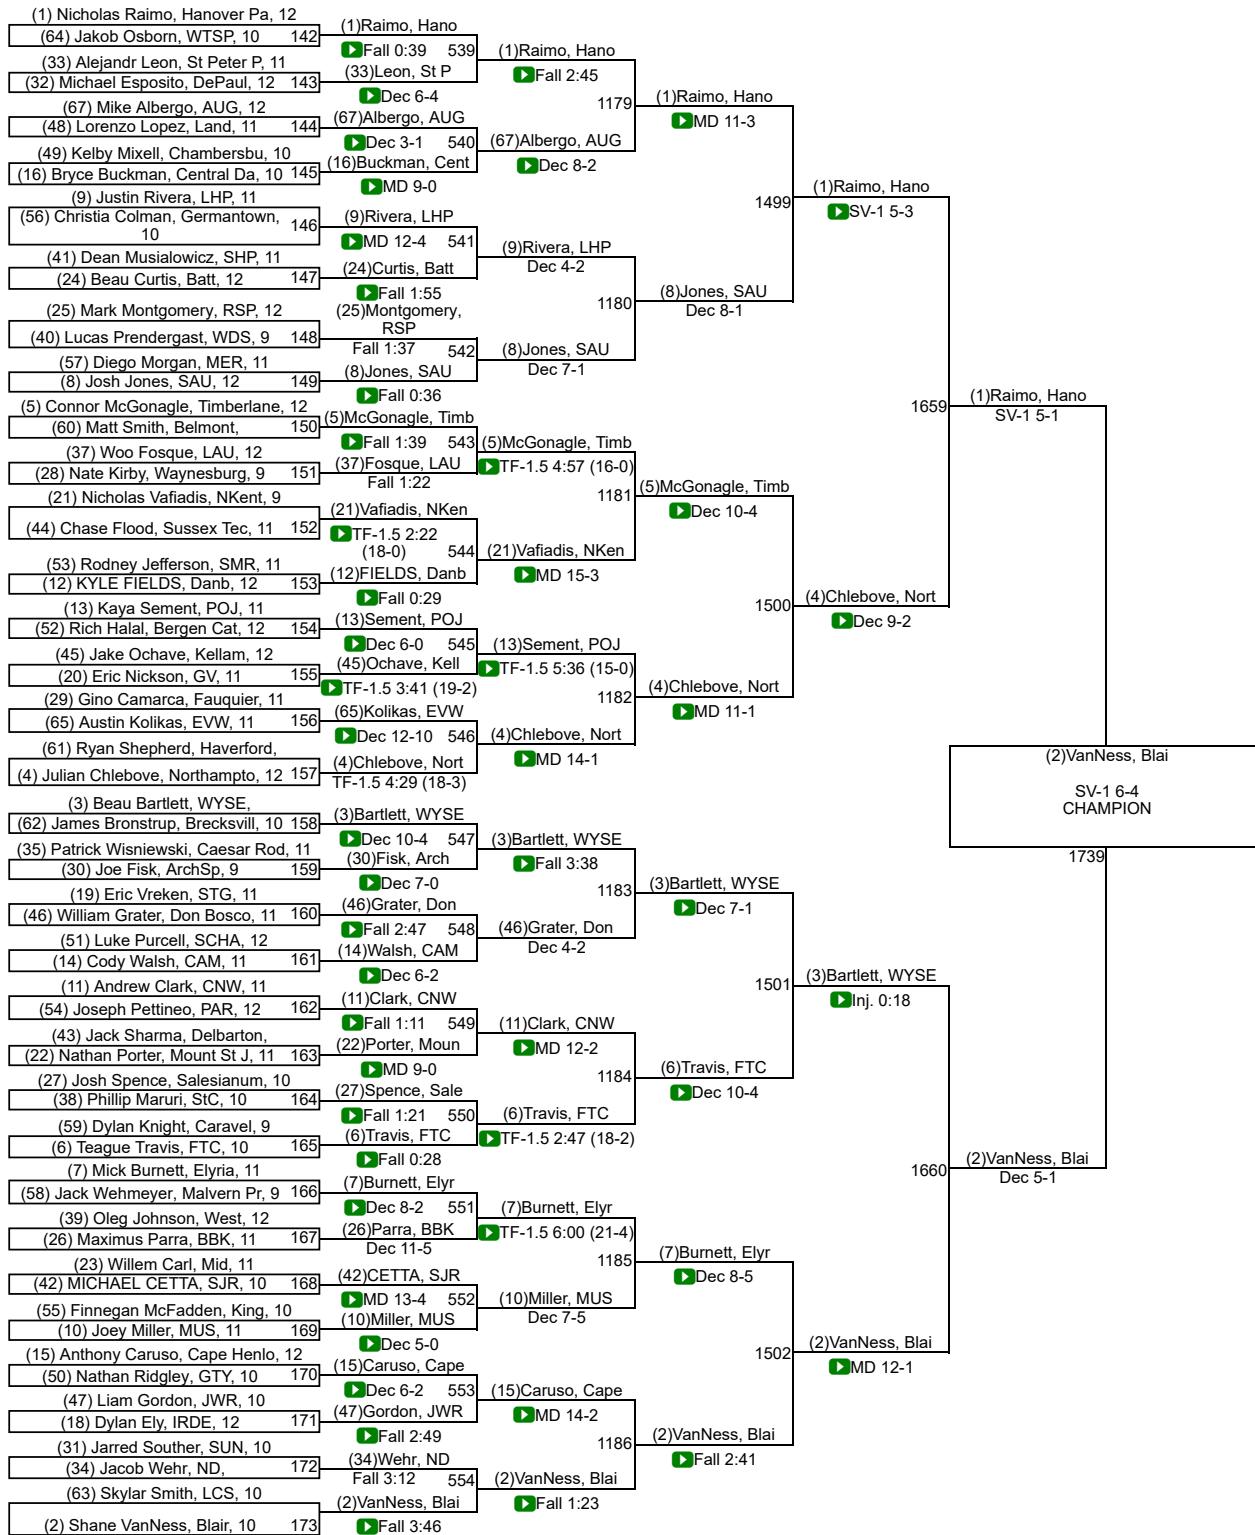 (1) Nicholas Raimo, Hanover Pa, 12
(64) Jakob Osborn, WTSP, 10 142
(33) Alejandr Leon, St Peter P, 11
(32) Michael Esposito, DePaul, 12 143
(67) Mike Albergo, AUG, 12
(48) Lorenzo Lopez, Land, 11 144
(49) Kelby Mixell, Chambersbu, 10
(16) Bryce Buckman, Central Da, 10 145
(9) Justin Rivera, LHP, 11
(56) Christia Colman, Germantown,
10
146
(41) Dean Musialowicz, SHP, 11
(24) Beau Curtis, Batt, 12 147
(25) Mark Montgomery, RSP, 12
(40) Lucas Prendergast, WDS, 9 148
(57) Diego Morgan, MER, 11
(8) Josh Jones, SAU, 12 149
(5) Connor McGonagle, Timberlane, 12
(60) Matt Smith, Belmont, 150
(37) Woo Fosque, LAU, 12
(28) Nate Kirby, Waynesburg, 9 151
(21) Nicholas Vafiadis, NKent, 9
(44) Chase Flood, Sussex Tec, 11 152
(53) Rodney Jefferson, SMR, 11
(12) KYLE FIELDS, Danb, 12 153
(13) Kaya Sement, POJ, 11
(52) Rich Halal, Bergen Cat, 12 154
(45) Jake Ochave, Kellam, 12
(20) Eric Nickson, GV, 11 155
(29) Gino Camarca, Fauquier, 11
(65) Austin Kolikas, EVW, 11 156
(61) Ryan Shepherd, Haverford,
(4) Julian Chlebove, Northampto, 12 157
(3) Beau Bartlett, WYSE,
(62) James Bronstrup, Brecksvill, 10 158
(35) Patrick Wisniewski, Caesar Rod, 11
(30) Joe Fisk, ArchSp, 9 159
(19) Eric Vreken, STG, 11
(46) William Grater, Don Bosco, 11 160
(51) Luke Purcell, SCHA, 12
(14) Cody Walsh, CAM, 11 161
(11) Andrew Clark, CNW, 11
(54) Joseph Pettineo, PAR, 12 162
(43) Jack Sharma, Delbarton,
(22) Nathan Porter, Mount St J, 11 163
(27) Josh Spence, Salesianum, 10
(38) Phillip Maruri, StC, 10 164
(59) Dylan Knight, Caravel, 9
(6) Teague Travis, FTC, 10 165
(7) Mick Burnett, Elyria, 11
(58) Jack Wehmeyer, Malvern Pr, 9 166
(39) Oleg Johnson, West, 12
(26) Maximus Parra, BBK, 11 167
(23) Willem Carl, Mid, 11
(42) MICHAEL CETTA, SJR, 10 168
(55) Finnegan McFadden, King, 10
(10) Joey Miller, MUS, 11 169
(15) Anthony Caruso, Cape Henlo, 12
(50) Nathan Ridgley, GTY, 10 170
(47) Liam Gordon, JWR, 10
(18) Dylan Ely, IRDE, 12 171
(31) Jarred Souther, SUN, 10
(34) Jacob Wehr, ND, 172
(63) Skylar Smith, LCS, 10
(2) Shane VanNess, Blair, 10 173
(1)Raimo, Hano
Fall 0:39 539
(33)Leon, St P
Dec 6-4
(67)Albergo, AUG
Dec 3-1 540
(16)Buckman, Cent
MD 9-0
(9)Rivera, LHP
MD 12-4 541
(24)Curtis, Batt
Fall 1:55
(25)Montgomery,
RSP
Fall 1:37 542
(8)Jones, SAU
Fall 0:36
(5)McGonagle, Timb
Fall 1:39 543
(37)Fosque, LAU
Fall 1:22
(21)Vafiadis, NKen
TF-1.5 2:22
(18-0) 544
(12)FIELDS, Danb
Fall 0:29
(13)Sement, POJ
Dec 6-0 545
(45)Ochave, Kell
TF-1.5 3:41 (19-2)
(65)Kolikas, EVW
Dec 12-10 546
(4)Chlebove, Nort
TF-1.5 4:29 (18-3)
(3)Bartlett, WYSE
Dec 10-4 547
(30)Fisk, Arch
Dec 7-0
(46)Grater, Don
Fall 2:47 548
(14)Walsh, CAM
Dec 6-2
(11)Clark, CNW
Fall 1:11 549
(22)Porter, Moun
MD 9-0
(27)Spence, Sale
Fall 1:21 550
(6)Travis, FTC
Fall 0:28
(7)Burnett, Elyr
Dec 8-2 551
(26)Parra, BBK
Dec 11-5
(42)CETTA, SJR
MD 13-4 552
(10)Miller, MUS
Dec 5-0
(15)Caruso, Cape
Dec 6-2 553
(47)Gordon, JWR
Fall 2:49
(34)Wehr, ND
Fall 3:12 554
(2)VanNess, Blai
Fall 3:46
(1)Raimo, Hano
Fall 2:45
1179
(67)Albergo, AUG
Dec 8-2
(9)Rivera, LHP
Dec 4-2
1180
(8)Jones, SAU
Dec 7-1
(5)McGonagle, Timb
TF-1.5 4:57 (16-0)
1181
(21)Vafiadis, NKen
MD 15-3
(13)Sement, POJ
TF-1.5 5:36 (15-0)
1182
(4)Chlebove, Nort
MD 14-1
(3)Bartlett, WYSE
Fall 3:38
1183
(46)Grater, Don
Dec 4-2
(11)Clark, CNW
MD 12-2
1184
(6)Travis, FTC
TF-1.5 2:47 (18-2)
(7)Burnett, Elyr
TF-1.5 6:00 (21-4)
1185
(10)Miller, MUS
Dec 7-5
(15)Caruso, Cape
MD 14-2
1186
(2)VanNess, Blai
Fall 1:23
(1)Raimo, Hano
MD 11-3
1499
(8)Jones, SAU
Dec 8-1
(5)McGonagle, Timb
Dec 10-4
1500
(4)Chlebove, Nort
MD 11-1
(3)Bartlett, WYSE
Dec 7-1
1501
(6)Travis, FTC
Dec 10-4
(7)Burnett, Elyr
Dec 8-5
1502
(2)VanNess, Blai
Fall 2:41
(1)Raimo, Hano
SV-1 5-3
1659
(4)Chlebove, Nort
Dec 9-2
(3)Bartlett, WYSE
Inj. 0:18
1660
(2)VanNess, Blai
MD 12-1
(1)Raimo, Hano
SV-1 5-1
(2)VanNess, Blai
Dec 5-1
(2)VanNess, Blai
SV-1 6-4
CHAMPION
1739